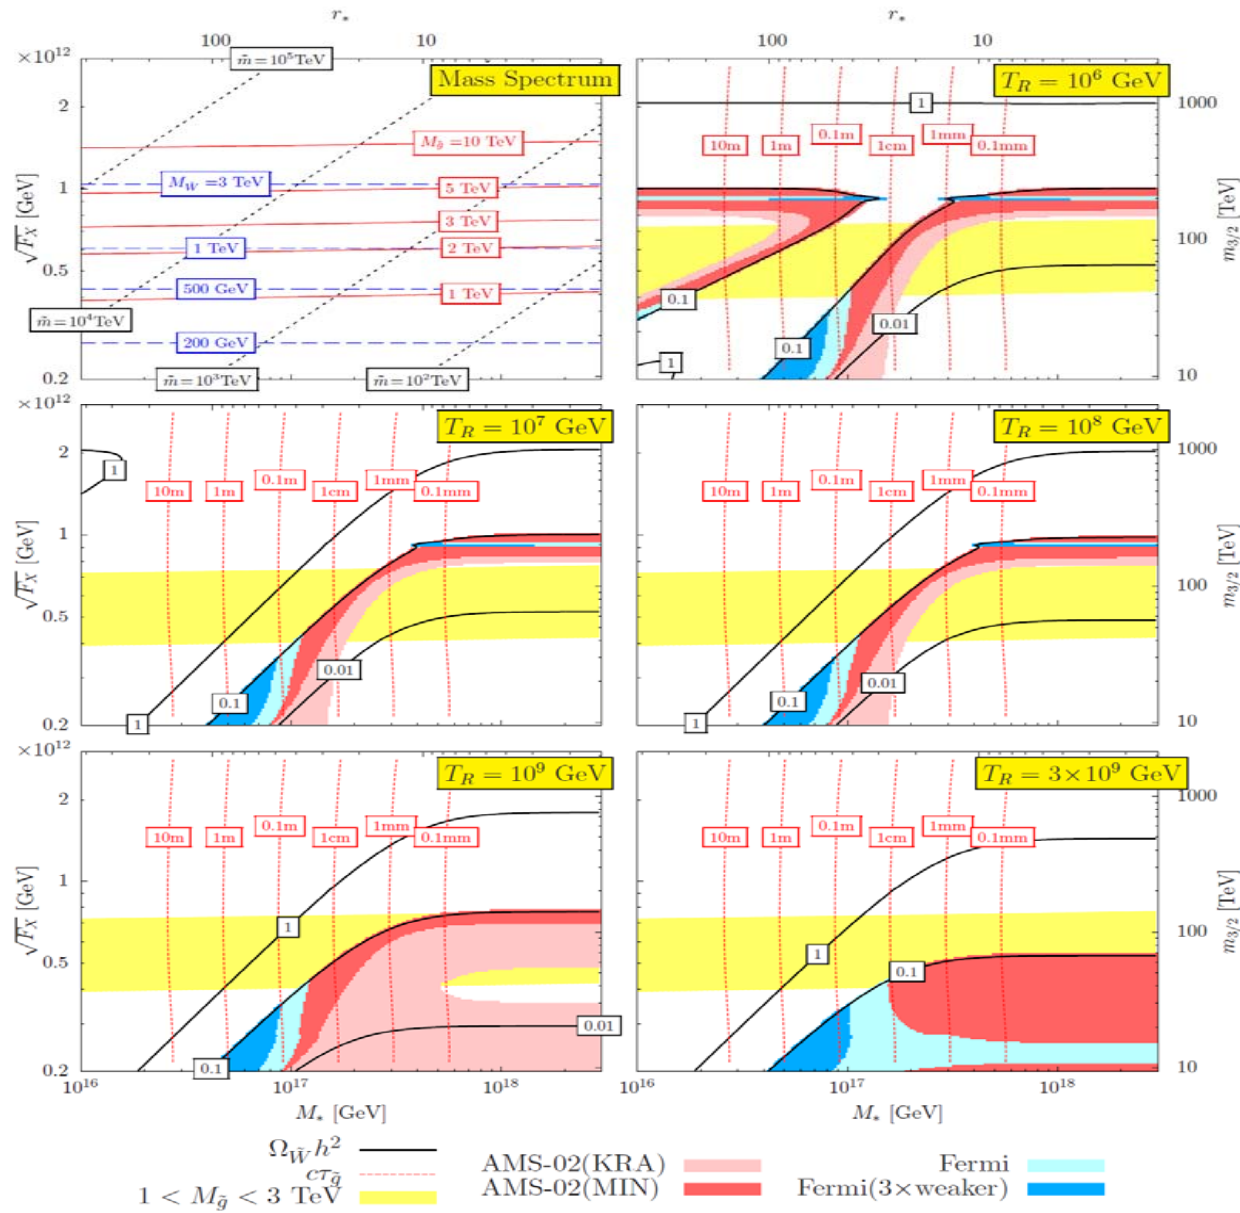 r* r*
100 10 100 10
×10¹²
m̃=10⁵TeV
Mass Spectrum T_R = 10⁶ GeV
2 1 1000
M_g̃=10 TeV 10m 1m 0.1m 1cm 1mm 0.1mm
M_W̃=3 TeV
1 5 TeV
√F_X [GeV] m_3/2 [TeV]
3 TeV
1 TeV 2 TeV 100
0.5
500 GeV 1 TeV 0.1
m̃=10⁴TeV 0.01
200 GeV 0.1
1
0.2 m̃=10³TeV m̃=10²TeV 10
×10¹²
T_R = 10⁷ GeV T_R = 10⁸ GeV
2 1 1000
10m 1m 0.1m 1cm 1mm 0.1mm 10m 1m 0.1m 1cm 1mm 0.1mm
1
√F_X [GeV] m_3/2 [TeV]
100
0.5
0.01 0.01
0.1 0.1
0.2 1 1 10
×10¹²
T_R = 10⁹ GeV T_R = 3×10⁹ GeV
2 1000
10m 1m 0.1m 1cm 1mm 0.1mm 10m 1m 0.1m 1cm 1mm 0.1mm
1
√F_X [GeV] 1 1 m_3/2 [TeV]
100
0.5 0.1
0.01
0.1
0.2 10
10¹⁶ 10¹⁷ 10¹⁸ 10¹⁶ 10¹⁷ 10¹⁸
M* [GeV] M* [GeV]
Ω_W̃h²
cτ_g̃
1 < M_g̃ < 3 TeV
AMS-02(KRA)
AMS-02(MIN)
Fermi
Fermi(3×weaker)